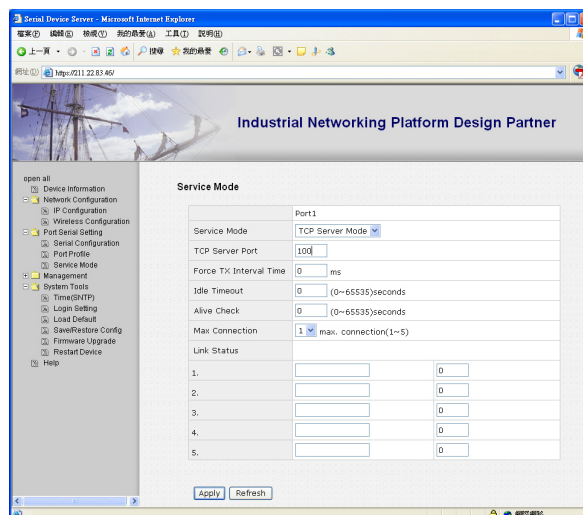 Serial Device Server - Microsoft Internet Explorer
檔案(F) 編輯(E) 檢視(V) 我的最愛(A) 工具(T) 說明(H)
上一頁 搜尋 我的最愛
網址(D) https://211.22.83.46/
Industrial Networking Platform Design Partner
open all
Device Information
Network Configuration
IP Configuration
Wireless Configuration
Port Serial Setting
Serial Configuration
Port Profile
Service Mode
Management
System Tools
Time(SNTP)
Login Setting
Load Default
Save/Restore Config
Firmware Upgrade
Restart Device
Help
Service Mode
Port1
Service Mode TCP Server Mode
TCP Server Port 100
Force TX Interval Time 0 ms
Idle Timeout 0 (0~65535)seconds
Alive Check 0 (0~65535)seconds
Max Connection 1 max. connection(1~5)
Link Status
1. 0
2. 0
3. 0
4. 0
5. 0
Apply Refresh